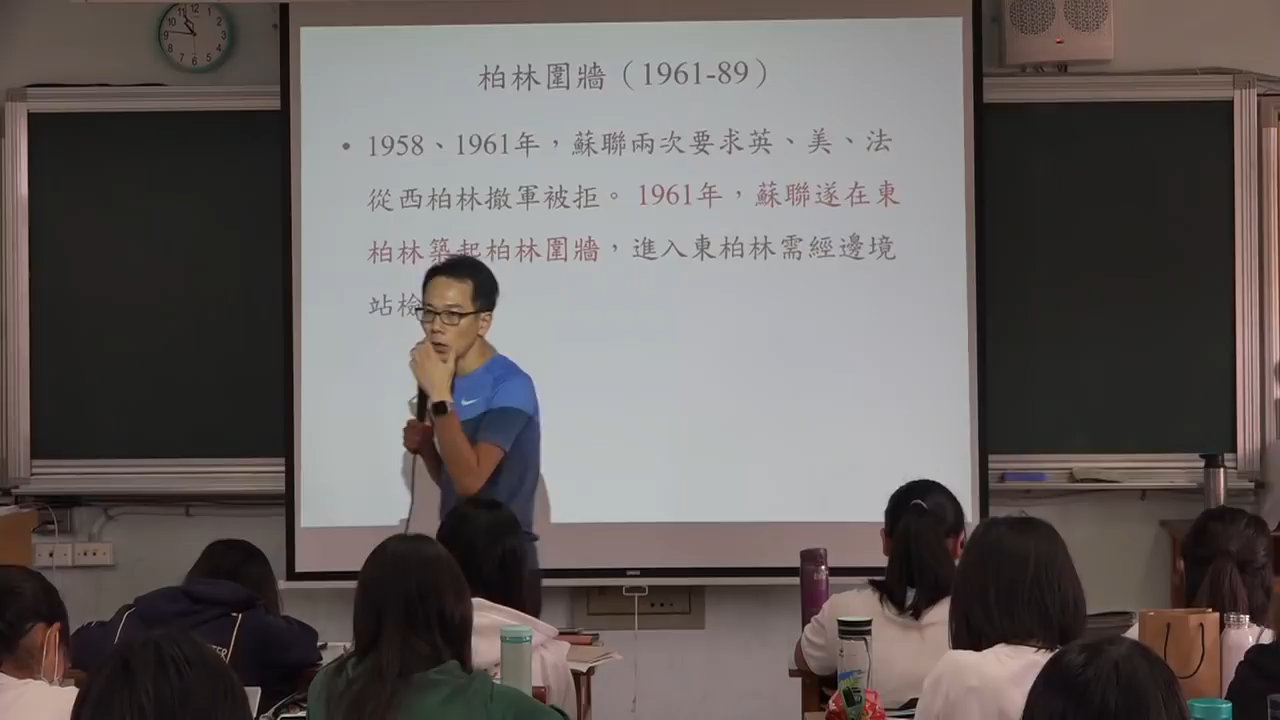 柏林圍牆（1961-89）
• 1958、1961年，蘇聯兩次要求英、美、法
從西柏林撤軍被拒。1961年，蘇聯遂在東
柏林築起柏林圍牆，進入東柏林需經邊境
站檢